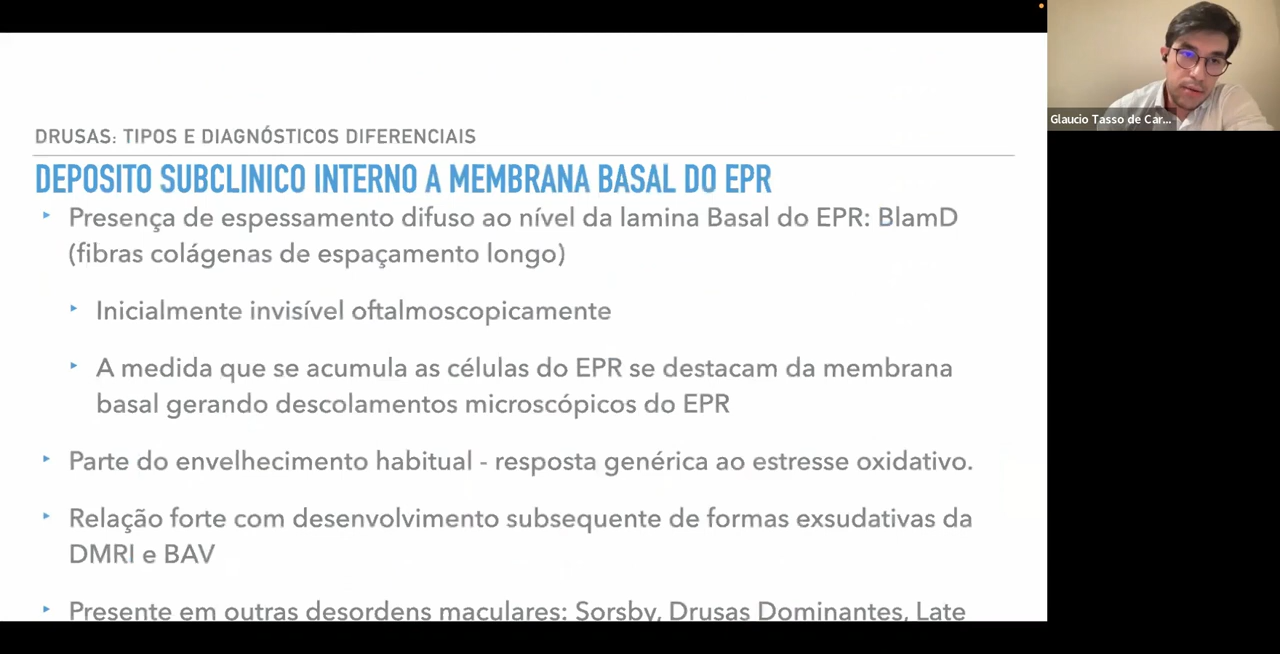 DRUSAS: TIPOS E DIAGNÓSTICOS DIFERENCIAIS
DEPOSITO SUBCLINICO INTERNO A MEMBRANA BASAL DO EPR
Presença de espessamento difuso ao nível da lamina Basal do EPR: BlamD
(fibras colágenas de espaçamento longo)
Inicialmente invisível oftalmoscopicamente
A medida que se acumula as células do EPR se destacam da membrana
basal gerando descolamentos microscópicos do EPR
Parte do envelhecimento habitual - resposta genérica ao estresse oxidativo.
Relação forte com desenvolvimento subsequente de formas exsudativas da
DMRI e BAV
Presente em outras desordens maculares: Sorsby, Drusas Dominantes, Late
Glaucio Tasso de Car...